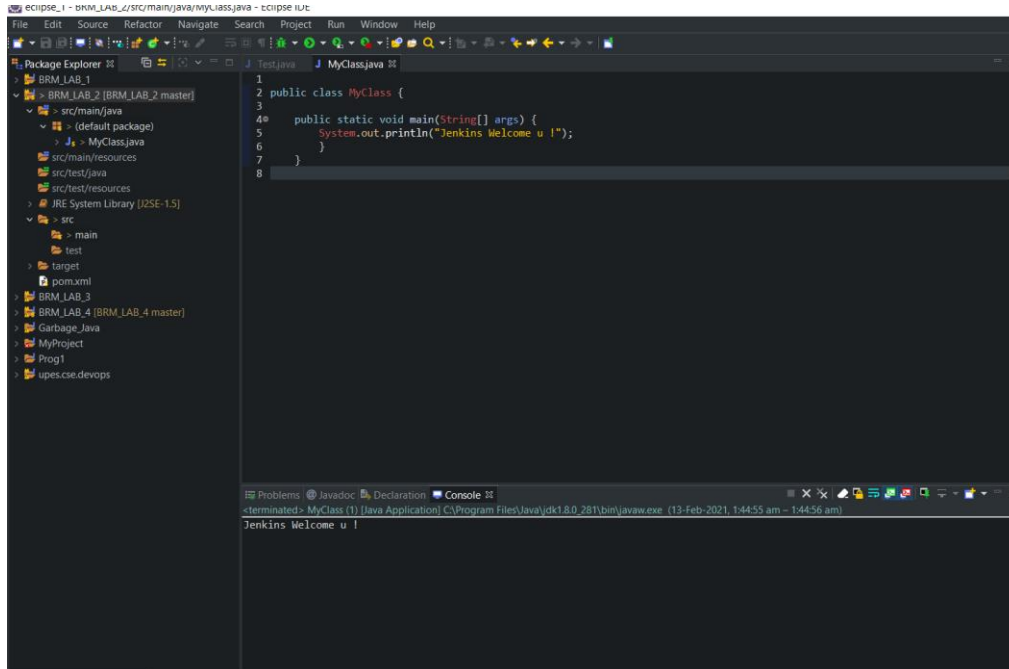 eclipse_1 - BRM_LAB_2/src/main/java/MyClass.java - Eclipse IDE
File Edit Source Refactor Navigate Search Project Run Window Help
Package Explorer
BRM_LAB_1
> BRM_LAB_2 [BRM_LAB_2 master]
> src/main/java
> (default package)
> MyClass.java
src/main/resources
src/test/java
src/test/resources
JRE System Library [J2SE-1.5]
> src
> main
test
> target
pom.xml
BRM_LAB_3
BRM_LAB_4 [BRM_LAB_4 master]
Garbage_Java
MyProject
Prog1
upes.cse.devops
Test.java MyClass.java
1
2 public class MyClass {
3
4 public static void main(String[] args) {
5 System.out.println("Jenkins Welcome u !");
6 }
7 }
8
Problems Javadoc Declaration Console
<terminated> MyClass (1) [Java Application] C:\Program Files\Java\jdk1.8.0_281\bin\javaw.exe (13-Feb-2021, 1:44:55 am – 1:44:56 am)
Jenkins Welcome u !